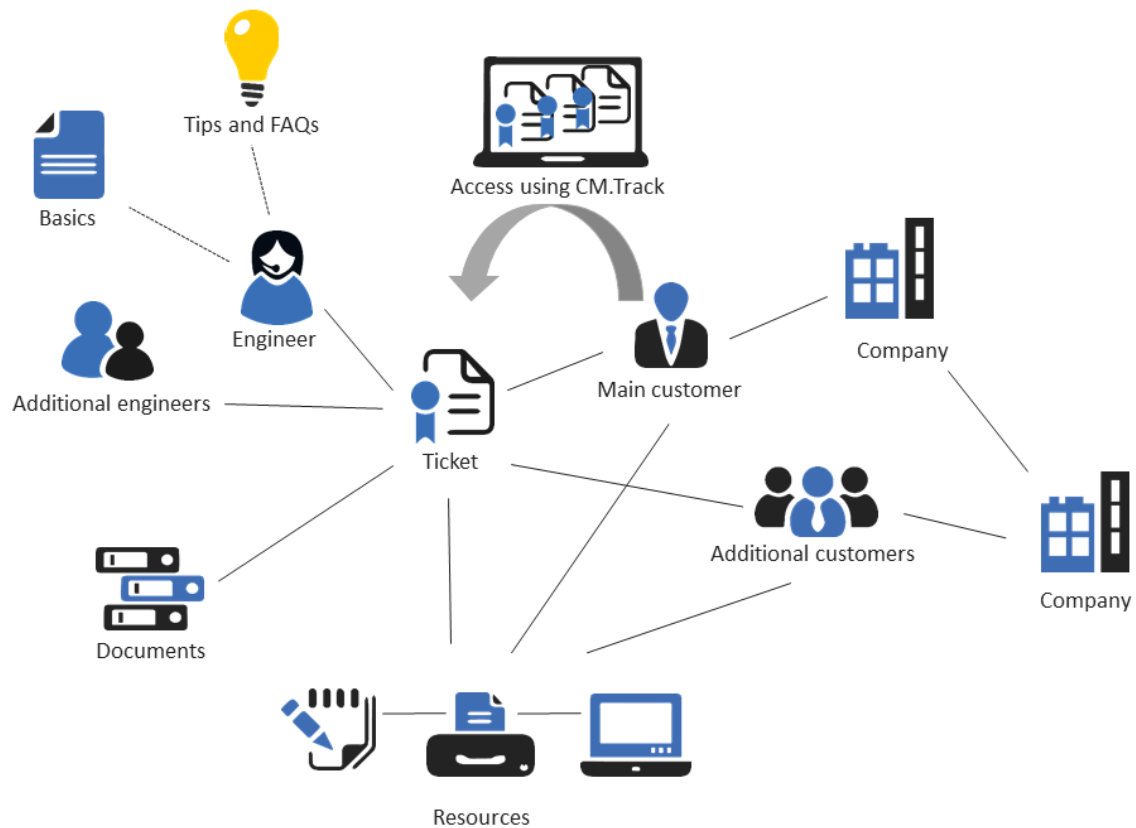 Tips and FAQs
Access using CM.Track
Basics
Engineer
Company
Main customer
Additional engineers
Ticket
Additional customers
Company
Documents
Resources